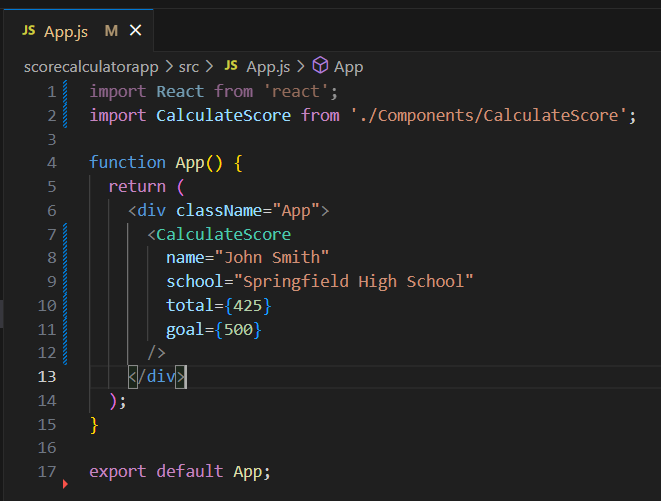 JS App.js M ×
scorecalculatorapp > src > JS App.js > App
1 import React from 'react';
2 import CalculateScore from './Components/CalculateScore';
3
4 function App() {
5 return (
6 <div className="App">
7 <CalculateScore
8 name="John Smith"
9 school="Springfield High School"
10 total={425}
11 goal={500}
12 />
13 </div>
14 );
15 }
16
17 export default App;